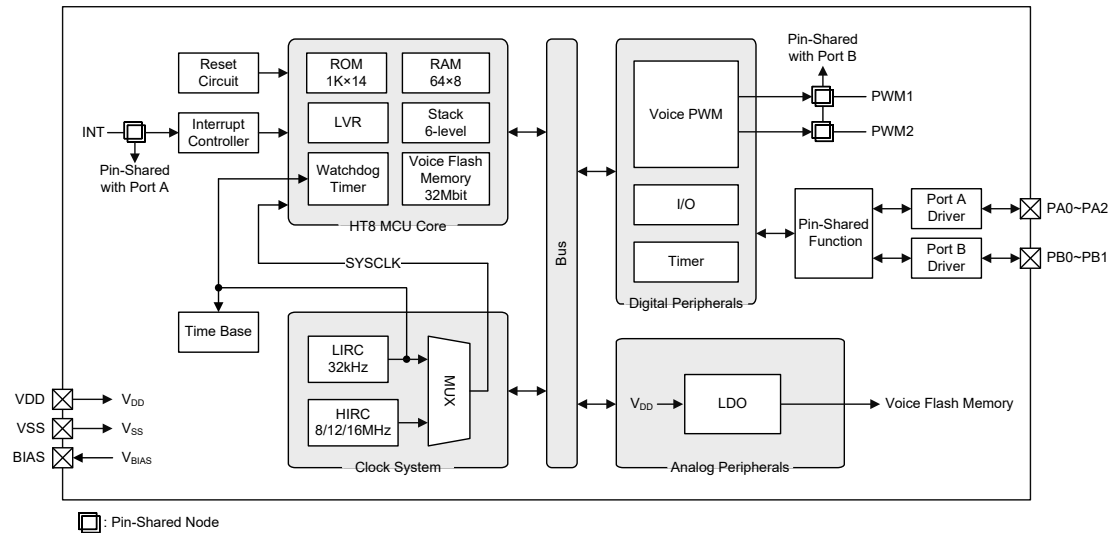 Reset
Circuit
INT
Interrupt
Controller
Pin-Shared
with Port A
ROM
1K×14
RAM
64×8
LVR
Stack
6-level
Watchdog
Timer
Voice Flash
Memory
32Mbit
HT8 MCU Core
SYSCLK
Time Base
LIRC
32kHz
HIRC
8/12/16MHz
MUX
Clock System
VDD
VDD
VSS
VSS
BIAS
VBIAS
Bus
Voice PWM
I/O
Timer
Digital Peripherals
Pin-Shared
with Port B
PWM1
PWM2
Pin-Shared
Function
Port A
Driver
Port B
Driver
PA0~PA2
PB0~PB1
VDD
LDO
Voice Flash Memory
Analog Peripherals
: Pin-Shared Node